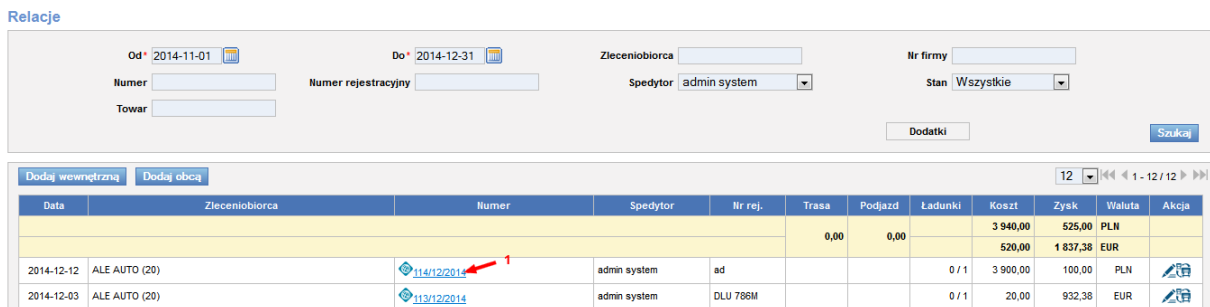 Relacje
Od* 2014-11-01 Do* 2014-12-31 Zleceniobiorca Nr firmy
Numer Numer rejestracyjny Spedytor admin system Stan Wszystkie
Towar
Dodatki Szukaj
Dodaj wewnętrzną Dodaj obcą 12 1 - 12 / 12
Data Zleceniobiorca Numer Spedytor Nr rej. Trasa Podjazd Ładunki Koszt Zysk Waluta Akcja
3 940,00 525,00 PLN
0,00 0,00
520,00 1 837,38 EUR
1
2014-12-12 ALE AUTO (20) 114/12/2014 admin system ad 0 / 1 3 900,00 100,00 PLN
2014-12-03 ALE AUTO (20) 113/12/2014 admin system DLU 786M 0 / 1 20,00 932,38 EUR